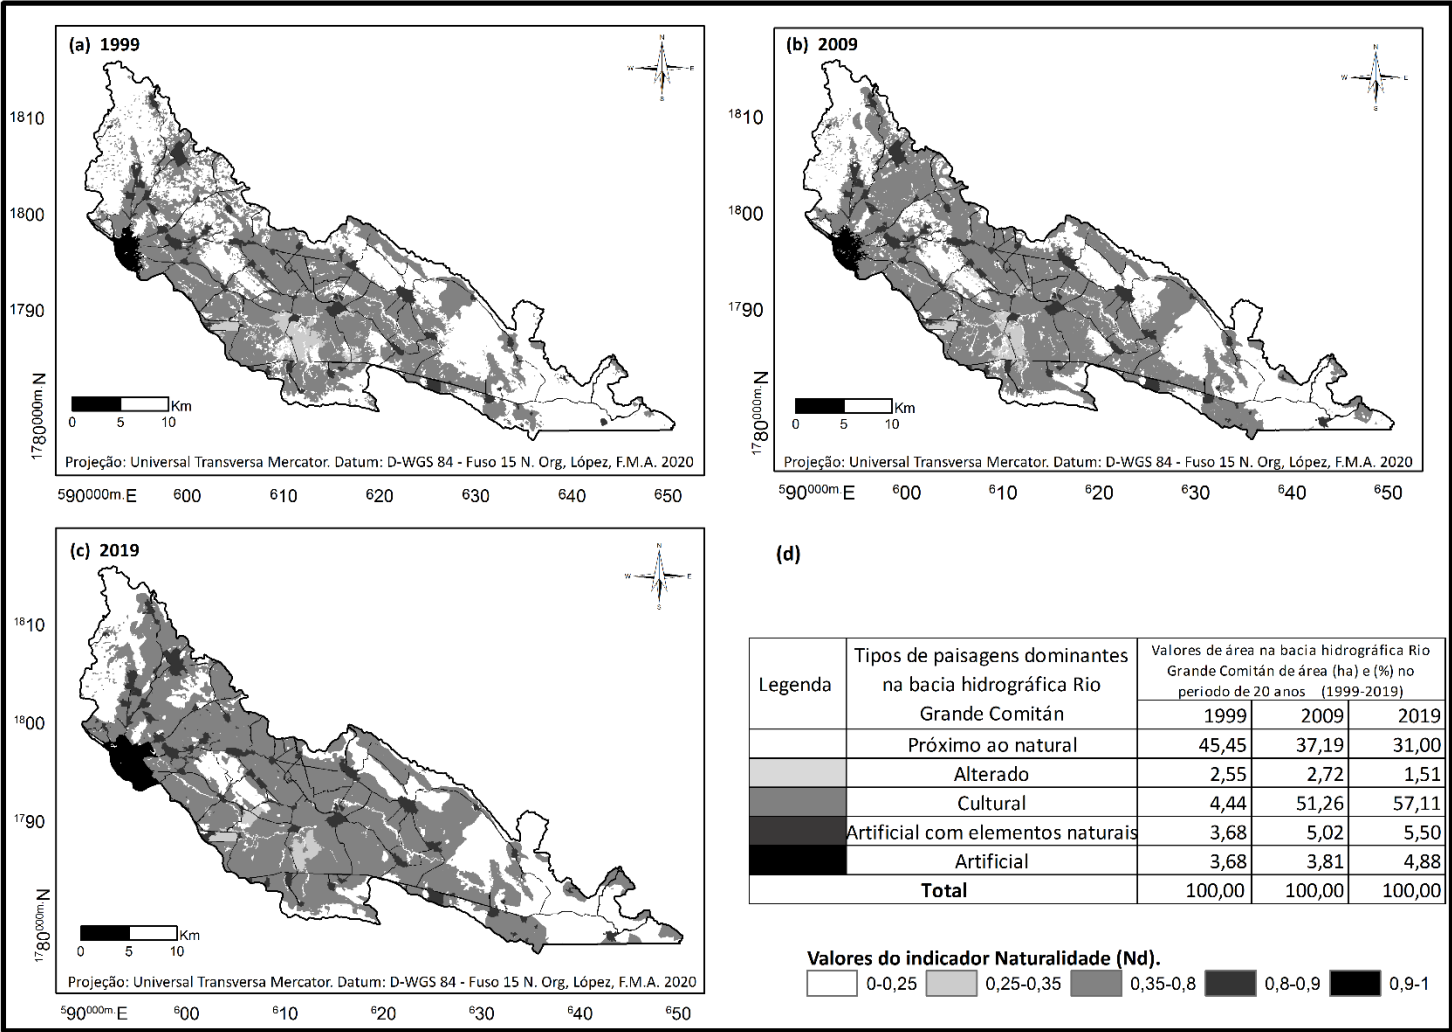 (a) 1999
N
W E
S
1810
1800
1790
1780000m.N
Km
0 5 10
Projeção: Universal Transversa Mercator. Datum: D-WGS 84 - Fuso 15 N. Org, López, F.M.A. 2020
590000m.E 600 610 620 630 640 650
(b) 2009
N
W E
S
1810
1800
1790
1780000m.N
Km
0 5 10
Projeção: Universal Transversa Mercator. Datum: D-WGS 84 - Fuso 15 N. Org, López, F.M.A. 2020
590000m.E 600 610 620 630 640 650
(c) 2019
N
W E
S
1810
1800
1790
1780000m.N
Km
0 5 10
Projeção: Universal Transversa Mercator. Datum: D-WGS 84 - Fuso 15 N. Org, López, F.M.A. 2020
590000m.E 600 610 620 630 640 650
(d)
Legenda
Tipos de paisagens dominantes
na bacia hidrográfica Rio
Grande Comitán
Valores de área na bacia hidrográfica Rio
Grande Comitán de área (ha) e (%) no
periodo de 20 anos (1999-2019)
1999 2009 2019
Próximo ao natural 45,45 37,19 31,00
Alterado 2,55 2,72 1,51
Cultural 4,44 51,26 57,11
Artificial com elementos naturais 3,68 5,02 5,50
Artificial 3,68 3,81 4,88
Total 100,00 100,00 100,00
Valores do indicador Naturalidade (Nd).
0-0,25 0,25-0,35 0,35-0,8 0,8-0,9 0,9-1